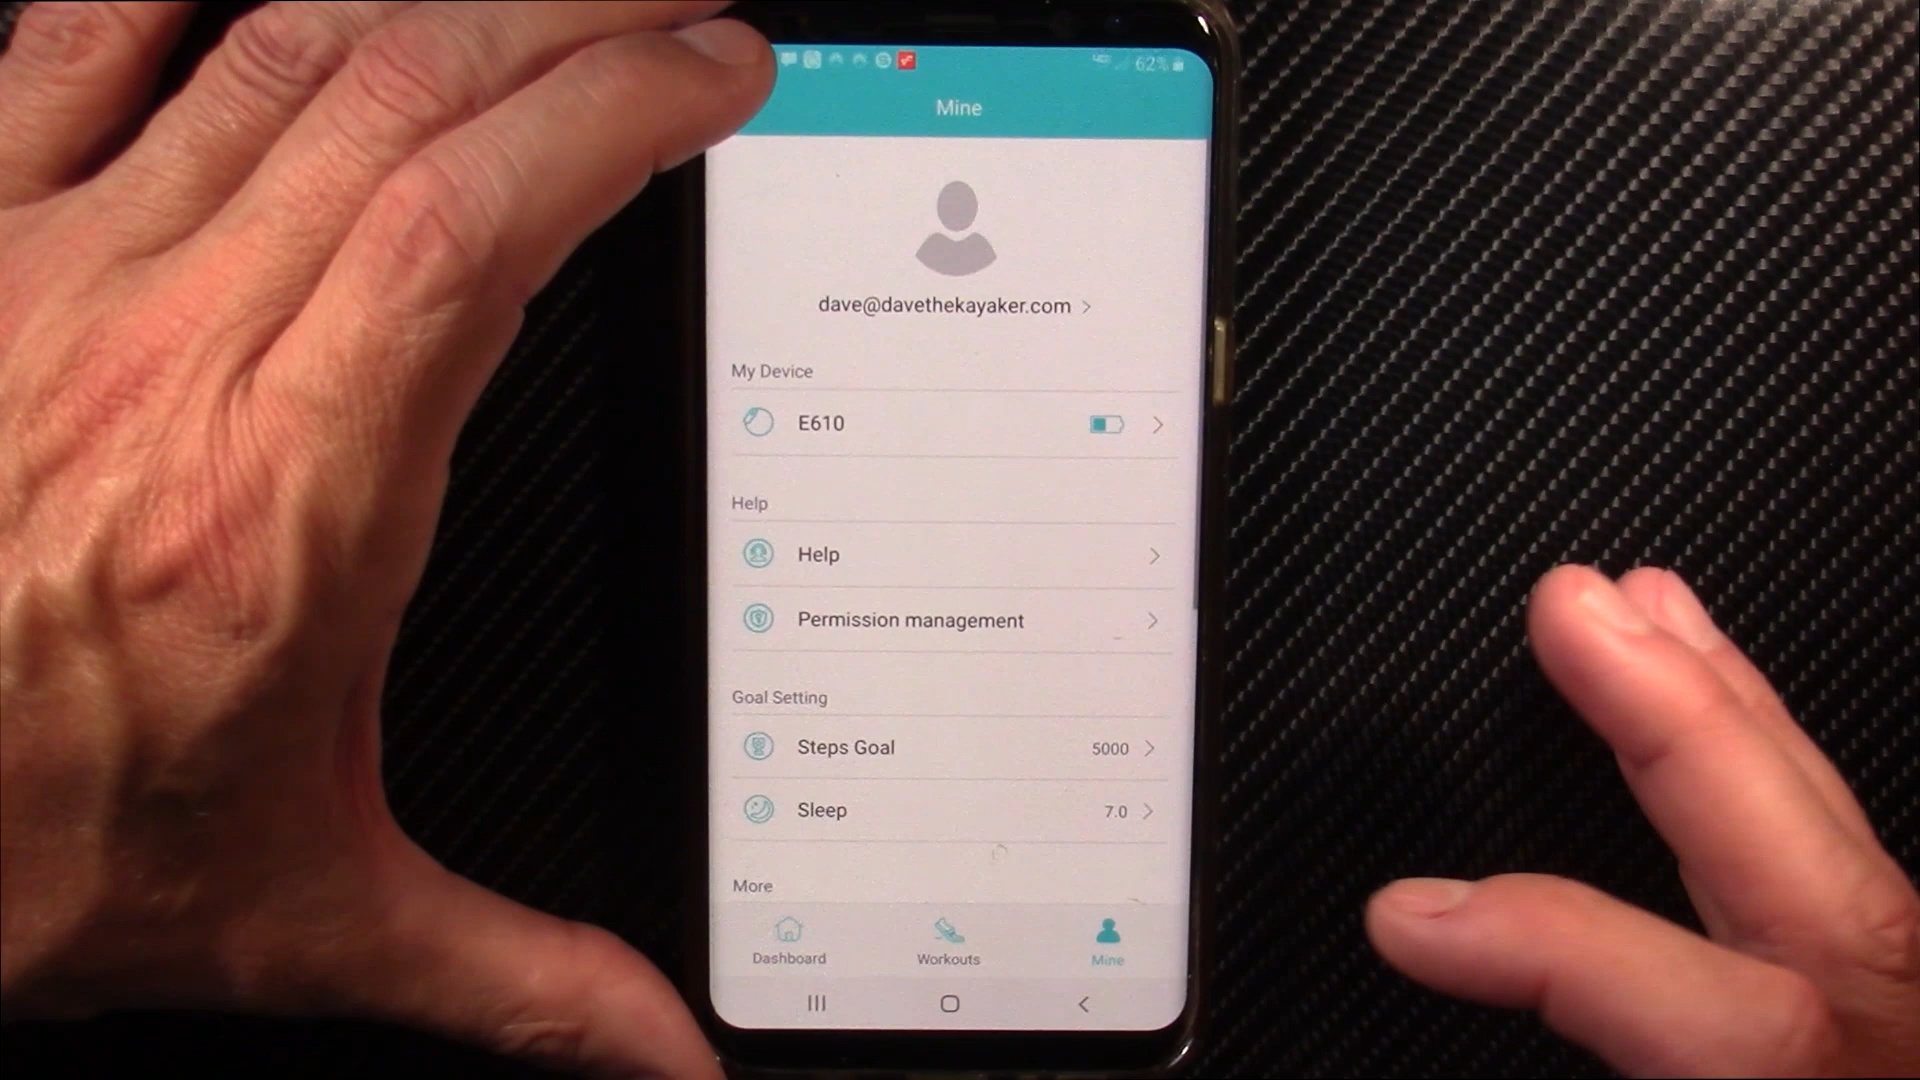 62%
Mine
dave@davethekayaker.com
My Device
E610
Help
Help
Permission management
Goal Setting
Steps Goal 5000
Sleep 7.0
More
Dashboard Workouts Mine